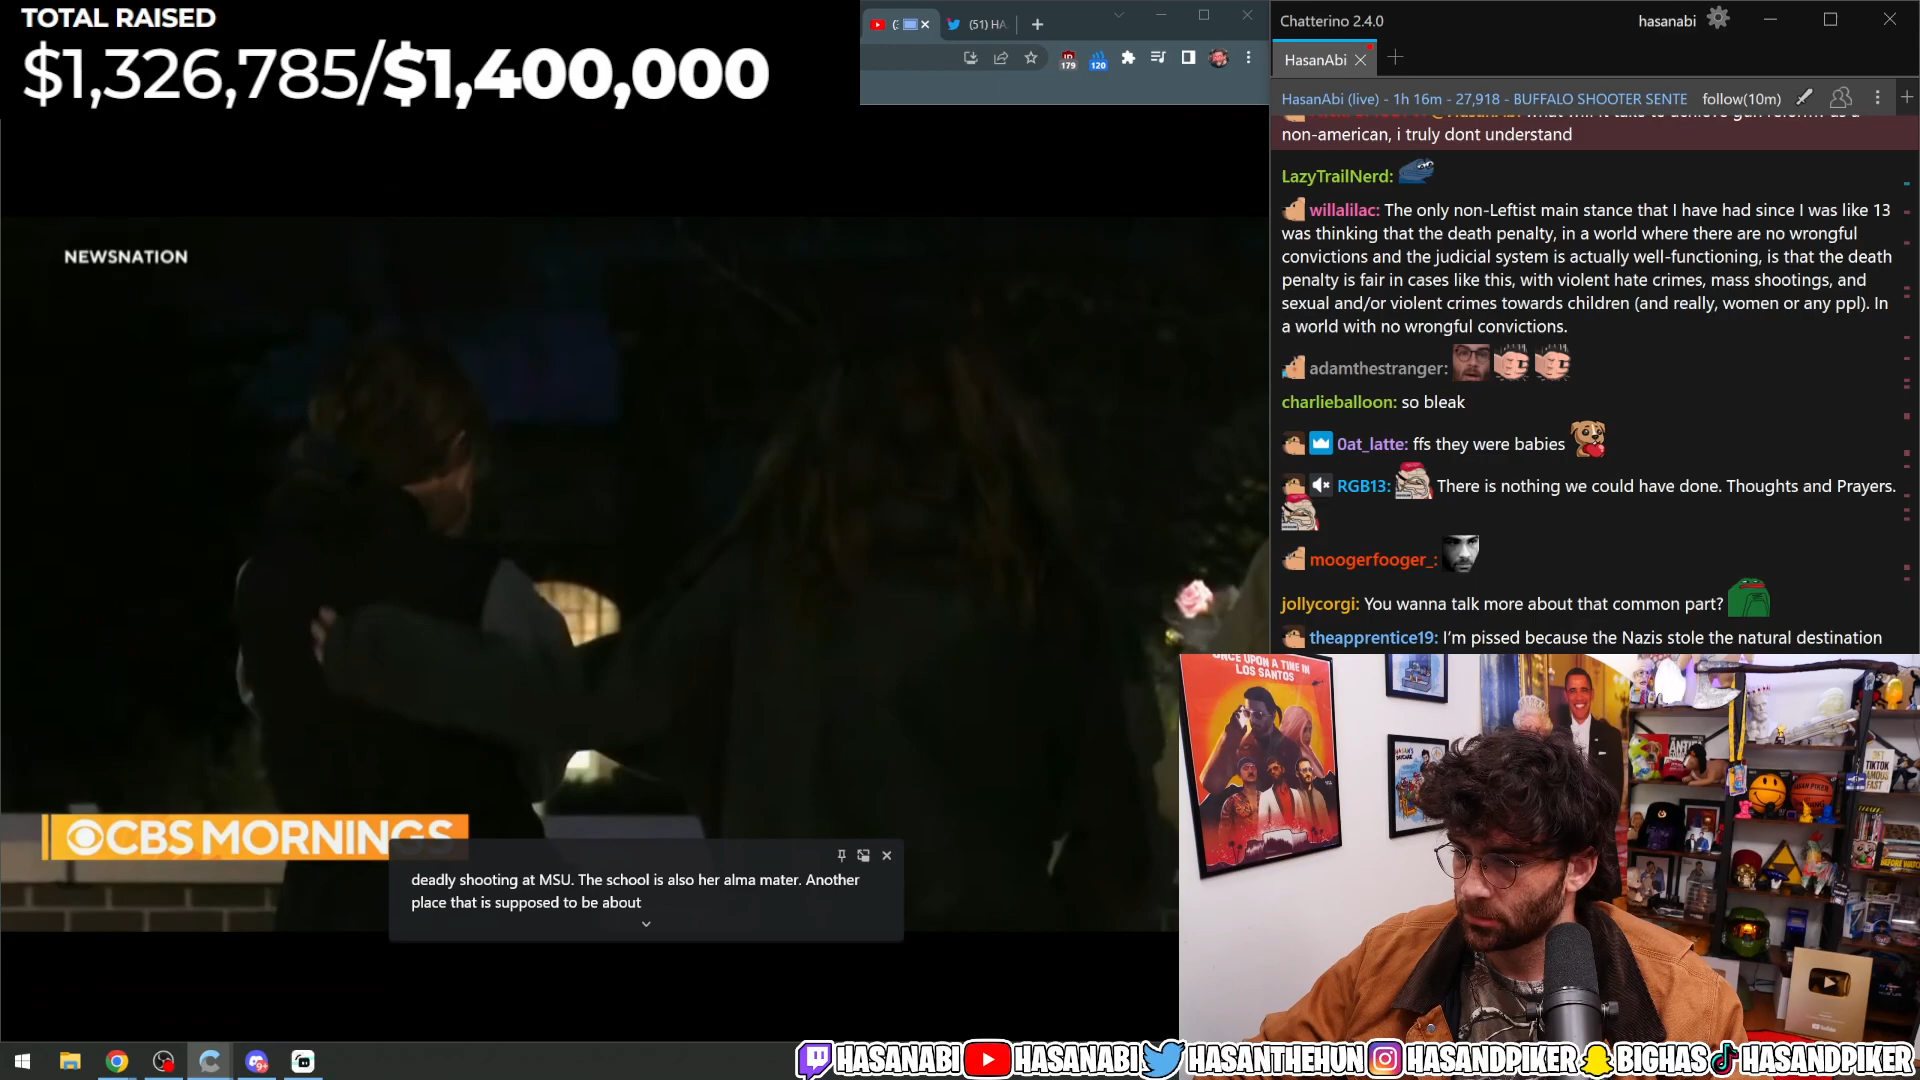 TOTAL RAISED
$1,326,785/$1,400,000
(51) HA
179
120
Chatterino 2.4.0
hasanabi
HasanAbi
HasanAbi (live) - 1h 16m - 27,918 - BUFFALO SHOOTER SENTE
follow(10m)
non-american, i truly dont understand
LazyTrailNerd:
willalilac: The only non-Leftist main stance that I have had since I was like 13
was thinking that the death penalty, in a world where there are no wrongful
convictions and the judicial system is actually well-functioning, is that the death
penalty is fair in cases like this, with violent hate crimes, mass shootings, and
sexual and/or violent crimes towards children (and really, women or any ppl). In
a world with no wrongful convictions.
adamthestranger:
charlieballoon: so bleak
0at_latte: ffs they were babies
RGB13: There is nothing we could have done. Thoughts and Prayers.
moogerfooger_:
jollycorgi: You wanna talk more about that common part?
theapprentice19: I'm pissed because the Nazis stole the natural destination
NEWSNATION
CBS MORNINGS
deadly shooting at MSU. The school is also her alma mater. Another
place that is supposed to be about
ONCE UPON A TIME IN
LOS SANTOS
HASANABI HASANABI HASANTHEHUN HASANDPIKER BIGHAS HASANDPIKER